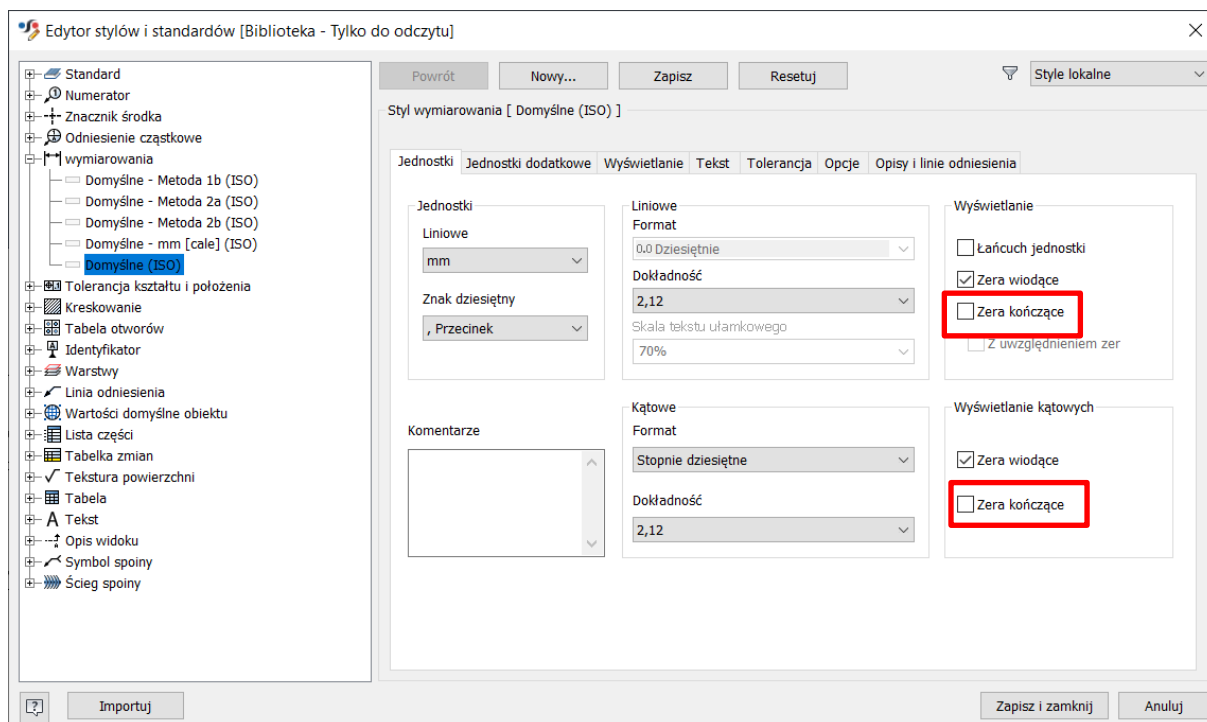 Edytor stylów i standardów [Biblioteka - Tylko do odczytu]
Standard
Numerator
Znacznik środka
Odniesienie cząstkowe
wymiarowania
Domyślne - Metoda 1b (ISO)
Domyślne - Metoda 2a (ISO)
Domyślne - Metoda 2b (ISO)
Domyślne - mm [cale] (ISO)
Domyślne (ISO)
Tolerancja kształtu i położenia
Kreskowanie
Tabela otworów
Identyfikator
Warstwy
Linia odniesienia
Wartości domyślne obiektu
Lista części
Tabelka zmian
Tekstura powierzchni
Tabela
Tekst
Opis widoku
Symbol spoiny
Ścieg spoiny
Powrót Nowy... Zapisz Resetuj Style lokalne
Styl wymiarowania [ Domyślne (ISO) ]
Jednostki Jednostki dodatkowe Wyświetlanie Tekst Tolerancja Opcje Opisy i linie odniesienia
Jednostki
Liniowe
mm
Znak dziesiętny
, Przecinek
Liniowe
Format
0.0 Dziesiętnie
Dokładność
2,12
Skala tekstu ułamkowego
70%
Wyświetlanie
Łańcuch jednostki
Zera wiodące
Zera kończące
Z uwzględnieniem zer
Komentarze
Kątowe
Format
Stopnie dziesiętne
Dokładność
2,12
Wyświetlanie kątowych
Zera wiodące
Zera kończące
? Importuj Zapisz i zamknij Anuluj